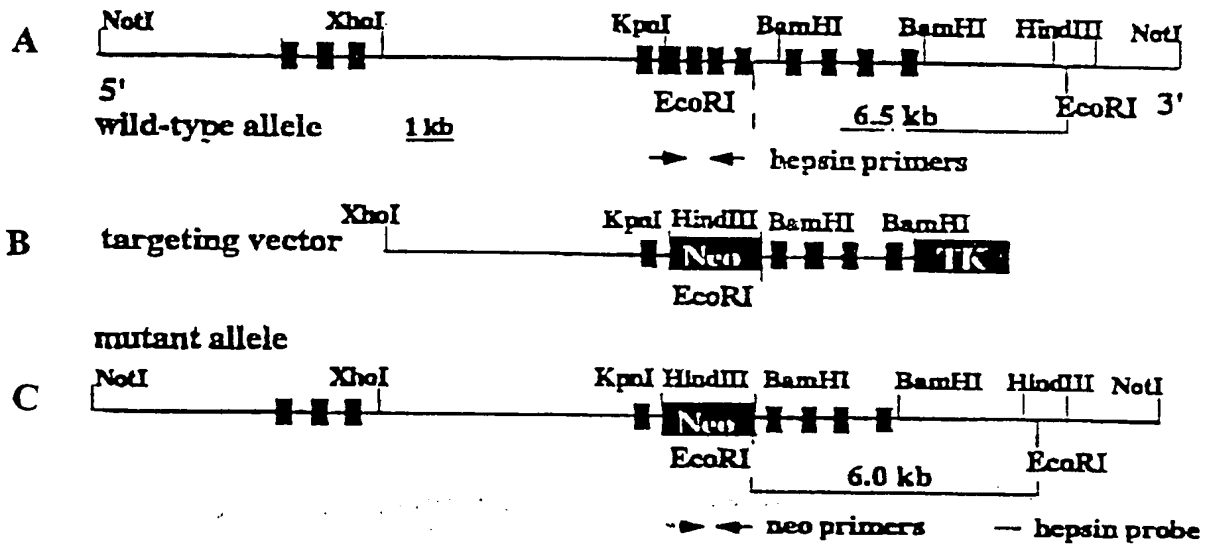 A
NotI XhoI KpnI BamHI BamHI HindIII NotI
5' EcoRI 6.5 kb EcoRI 3'
wild-type allele 1 kb
hepsin primers
B
targeting vector
XhoI KpnI HindIII BamHI BamHI
Neo TK
EcoRI
mutant allele
C
NotI XhoI KpnI HindIII BamHI BamHI HindIII NotI
Neo
EcoRI 6.0 kb EcoRI
neo primers hepsin probe